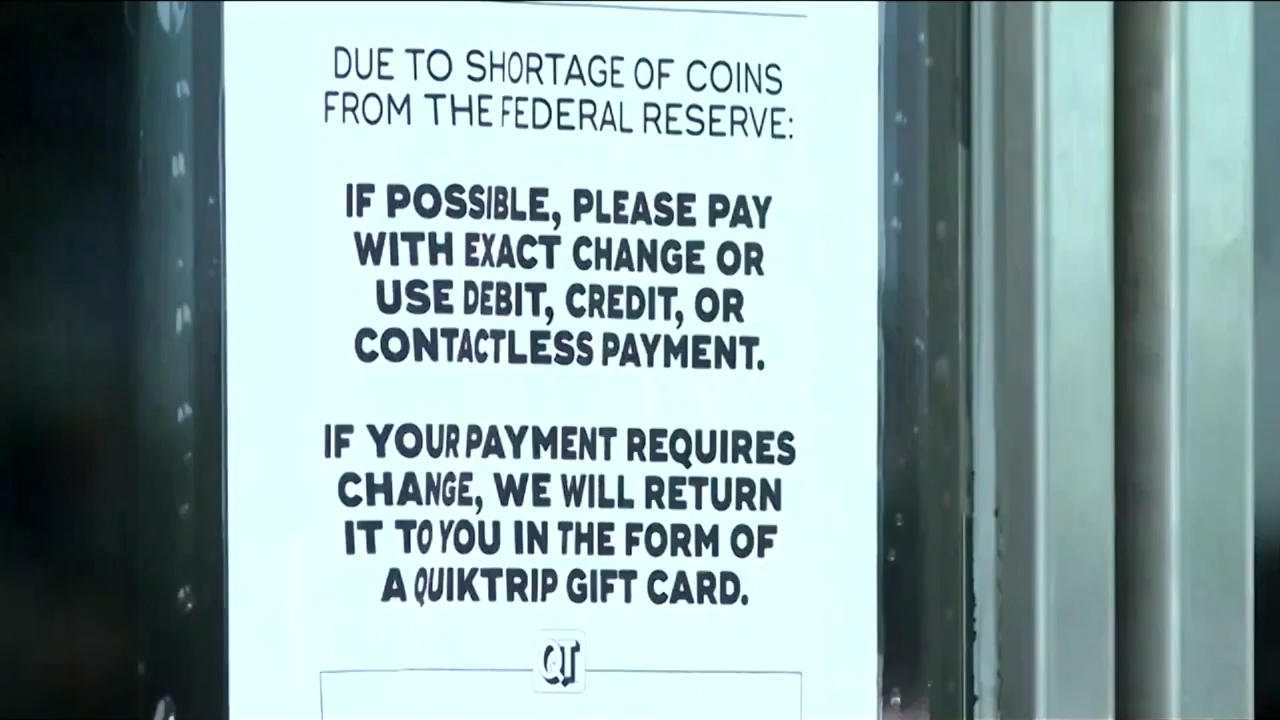 DUE TO SHORTAGE OF COINS
FROM THE FEDERAL RESERVE:
IF POSSIBLE, PLEASE PAY
WITH EXACT CHANGE OR
USE DEBIT, CREDIT, OR
CONTACTLESS PAYMENT.
IF YOUR PAYMENT REQUIRES
CHANGE, WE WILL RETURN
IT TO YOU IN THE FORM OF
A QUIKTRIP GIFT CARD.
QT